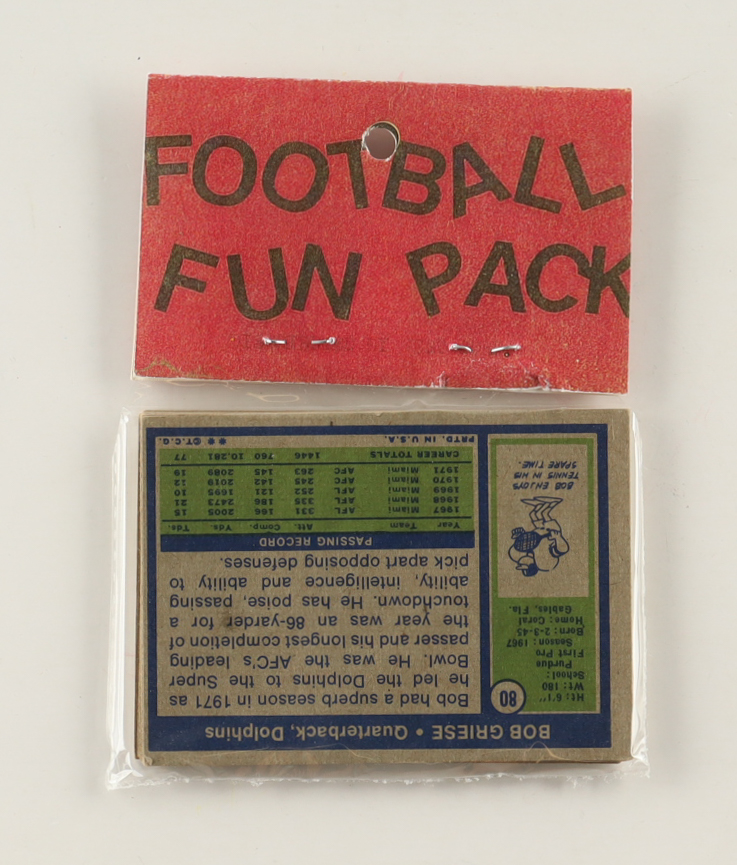 FOOTBALL
FUN PACK
BOB GRIESE • Quarterback, Dolphins
80
Ht: 6'1"
Wt: 180
School:
Purdue
First Pro
Season: 1967
Born: 2-3-45
Home: Coral
Gables, Fla.
BOB ENJOYS
TENNIS IN HIS
SPARE TIME.
Bob had a superb season in 1971 as
he led the Dolphins to the Super
Bowl. He was the AFC's leading
passer and his longest completion of
the year was an 86-yarder for a
touchdown. He has poise, passing
ability, intelligence and ability to
pick apart opposing defenses.
PASSING RECORD
Year Team Att. Comp. Yds. Yds.
1967 Miami AFL 331 166 2005 15
1968 Miami AFL 335 186 2473 21
1969 Miami AFL 252 121 1695 10
1970 Miami AFC 245 142 2019 12
1971 Miami AFC 263 145 2089 19
CAREER TOTALS 1446 760 10,281 77
PRTD. IN U.S.A.
©T.C.G.